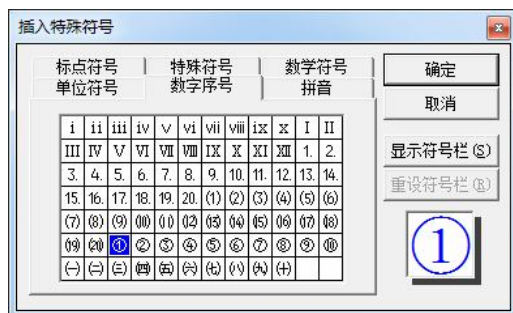 插入特殊符号
标点符号 特殊符号 数学符号
单位符号 数字序号 拼音
确定
取消
显示符号栏(S)
重设符号栏(R)
i ii iii iv v vi vii viii ix x I II
III IV V VI VII VIII IX X XI XII 1. 2.
3. 4. 5. 6. 7. 8. 9. 10. 11. 12. 13. 14.
15. 16. 17. 18. 19. 20. (1) (2) (3) (4) (5) (6)
(7) (8) (9) (10) (11) (12) (13) (14) (15) (16) (17) (18)
(19) (20) ① ② ③ ④ ⑤ ⑥ ⑦ ⑧ ⑨ ⑩
(一) (二) (三) (四) (五) (六) (七) (八) (九) (十)
①